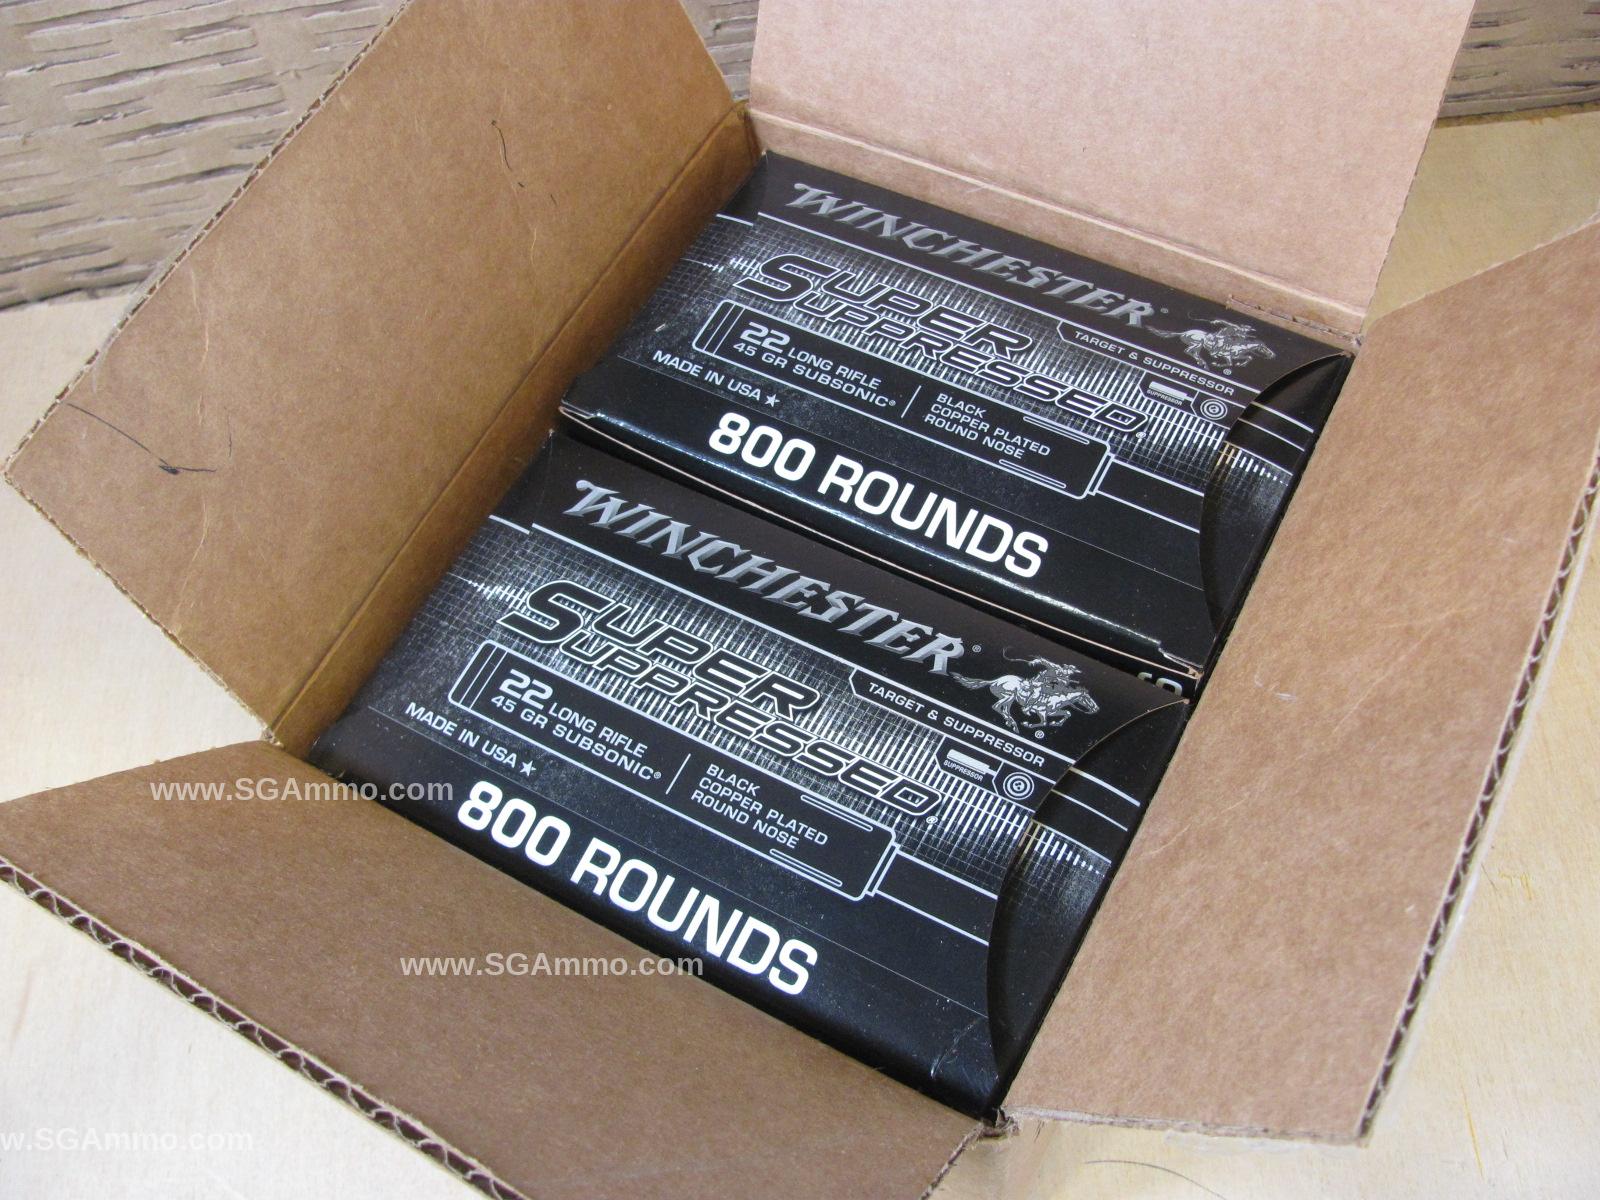 WINCHESTER®
SUPER
SUPPRESSED®
TARGET & SUPPRESSOR
SUPPRESSOR
22 LONG RIFLE
45 GR SUBSONIC®
BLACK
COPPER PLATED
ROUND NOSE
MADE IN USA ★
800 ROUNDS
WINCHESTER®
SUPER
SUPPRESSED®
TARGET & SUPPRESSOR
SUPPRESSOR
22 LONG RIFLE
45 GR SUBSONIC®
BLACK
COPPER PLATED
ROUND NOSE
MADE IN USA ★
800 ROUNDS
www.SGAmmo.com
www.SGAmmo.com
w.SGAmmo.com